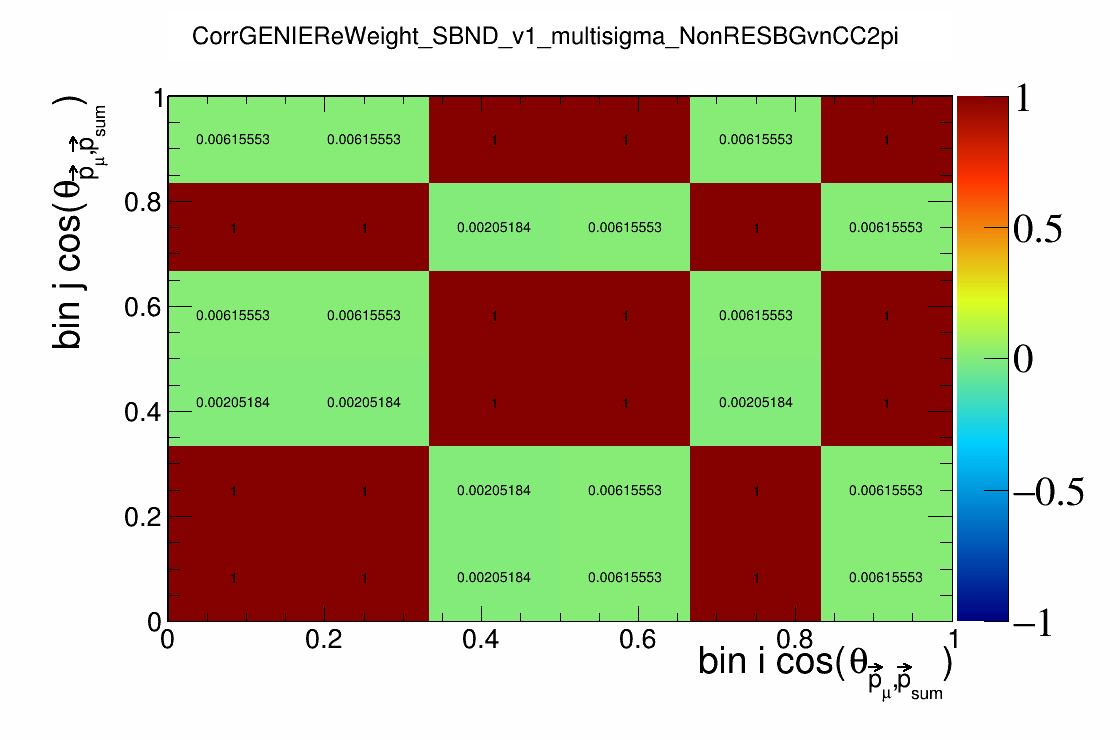 CorrGENIEReWeight_SBND_v1_multisigma_NonRESBGvnCC2pi
bin j cos(θ p⃗μ,p⃗sum)
1
0.8
0.6
0.4
0.2
0
0.00615553 0.00615553 1 1 0.00615553 1
1 1 0.00205184 0.00615553 1 0.00615553
0.00615553 0.00615553 1 1 0.00615553 1
0.00205184 0.00205184 1 1 0.00205184 1
1 1 0.00205184 0.00615553 1 0.00615553
1 1 0.00205184 0.00615553 1 0.00615553
0 0.2 0.4 0.6 0.8 1
bin i cos(θ p⃗μ,p⃗sum)
1
0.5
0
−0.5
−1